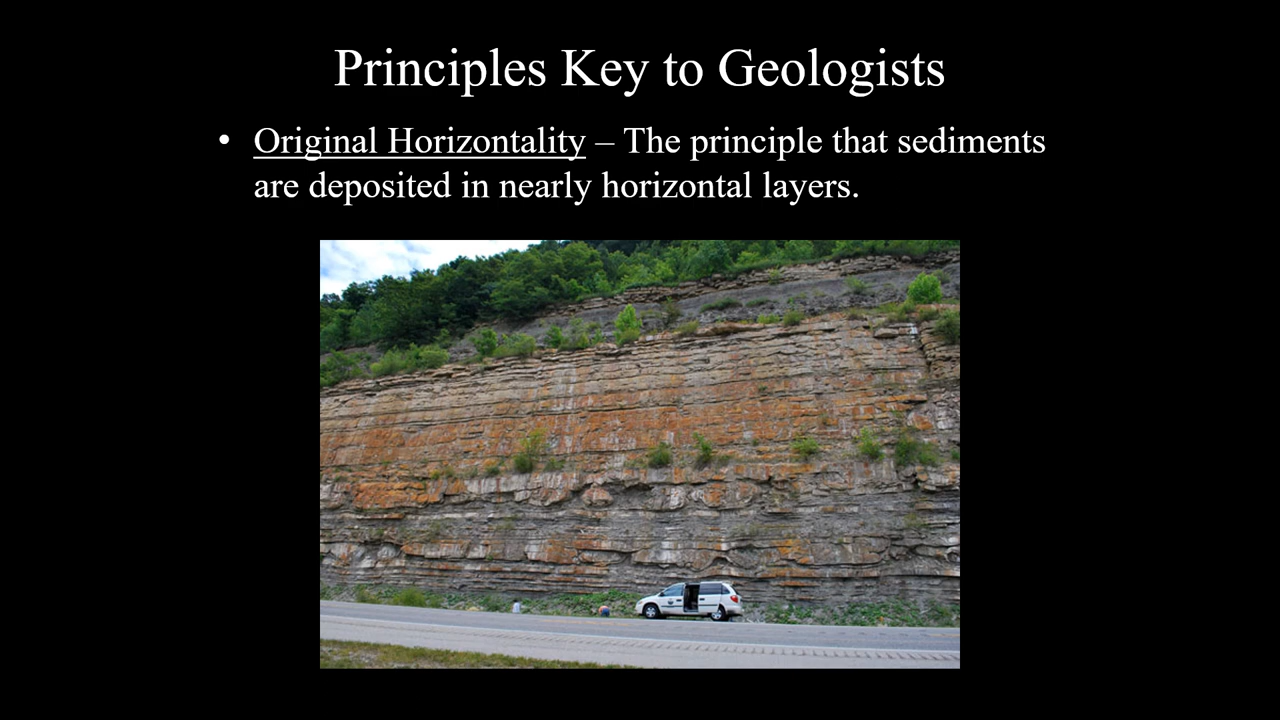 Principles Key to Geologists
• Original Horizontality – The principle that sediments
are deposited in nearly horizontal layers.